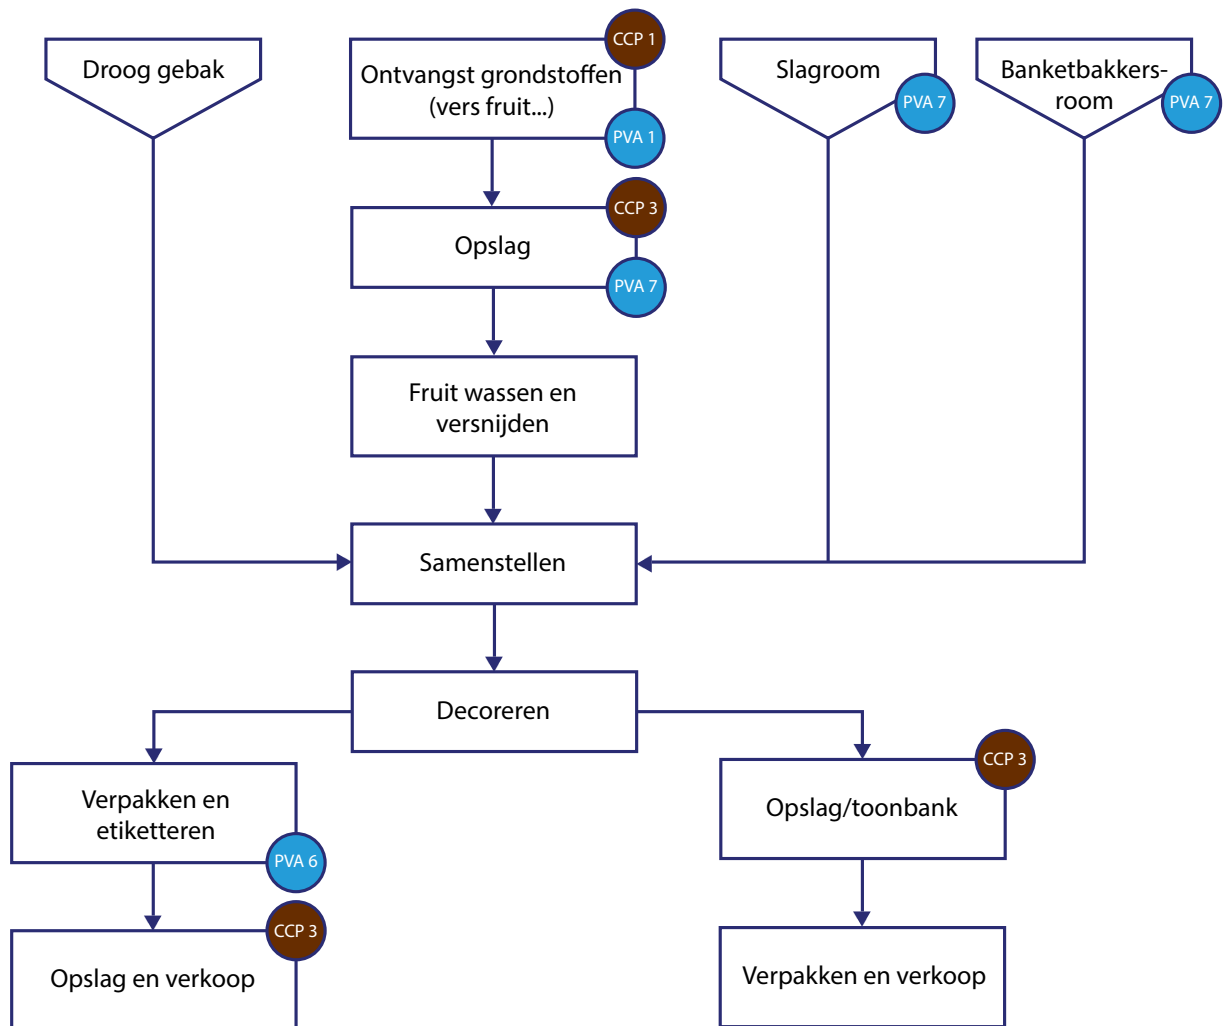 CCP 1
Droog gebak
Ontvangst grondstoffen
(vers fruit...)
Slagroom
Banketbakkers-
room
PVA 7
PVA 7
PVA 1
CCP 3
Opslag
PVA 7
Fruit wassen en
versnijden
Samenstellen
Decoreren
CCP 3
Verpakken en
etiketteren
Opslag/toonbank
PVA 6
CCP 3
Opslag en verkoop
Verpakken en verkoop